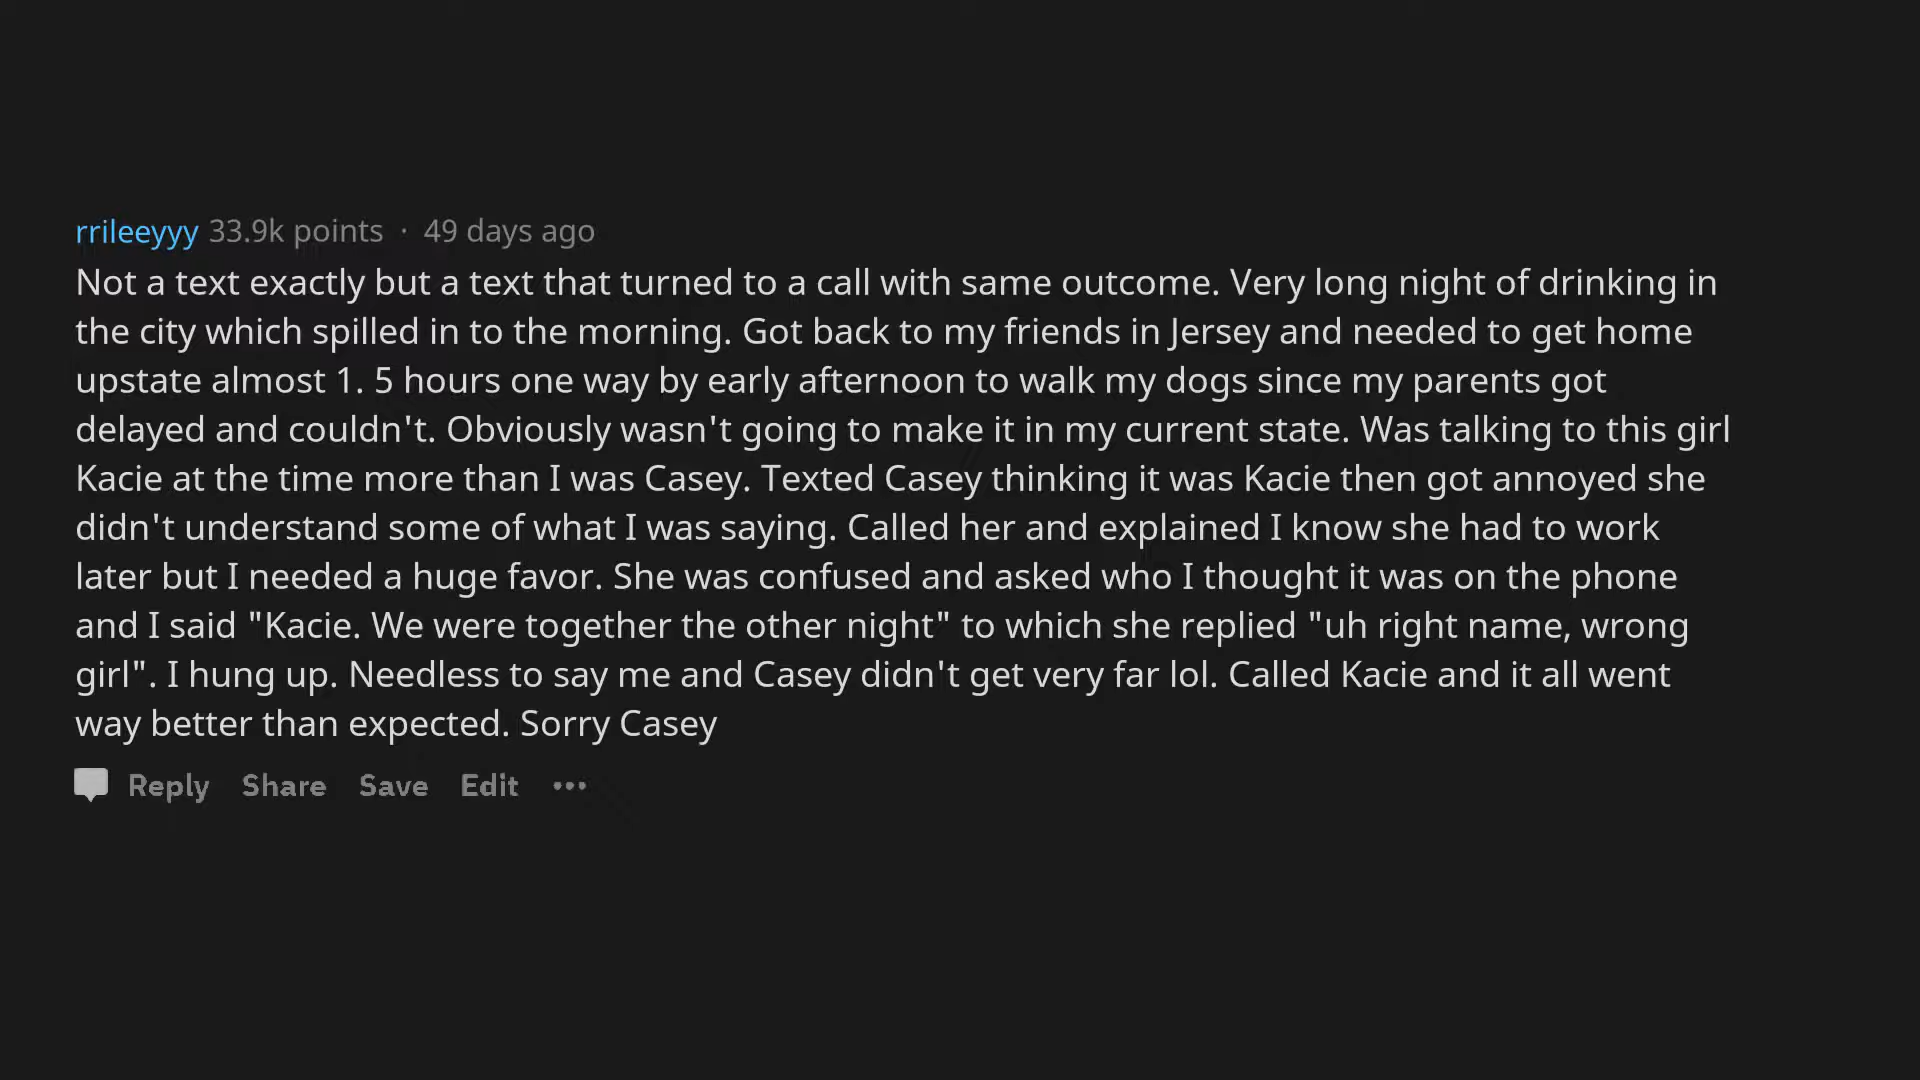 rrileeyyy 33.9k points · 49 days ago
Not a text exactly but a text that turned to a call with same outcome. Very long night of drinking in
the city which spilled in to the morning. Got back to my friends in Jersey and needed to get home
upstate almost 1. 5 hours one way by early afternoon to walk my dogs since my parents got
delayed and couldn't. Obviously wasn't going to make it in my current state. Was talking to this girl
Kacie at the time more than I was Casey. Texted Casey thinking it was Kacie then got annoyed she
didn't understand some of what I was saying. Called her and explained I know she had to work
later but I needed a huge favor. She was confused and asked who I thought it was on the phone
and I said "Kacie. We were together the other night" to which she replied "uh right name, wrong
girl". I hung up. Needless to say me and Casey didn't get very far lol. Called Kacie and it all went
way better than expected. Sorry Casey
Reply Share Save Edit •••